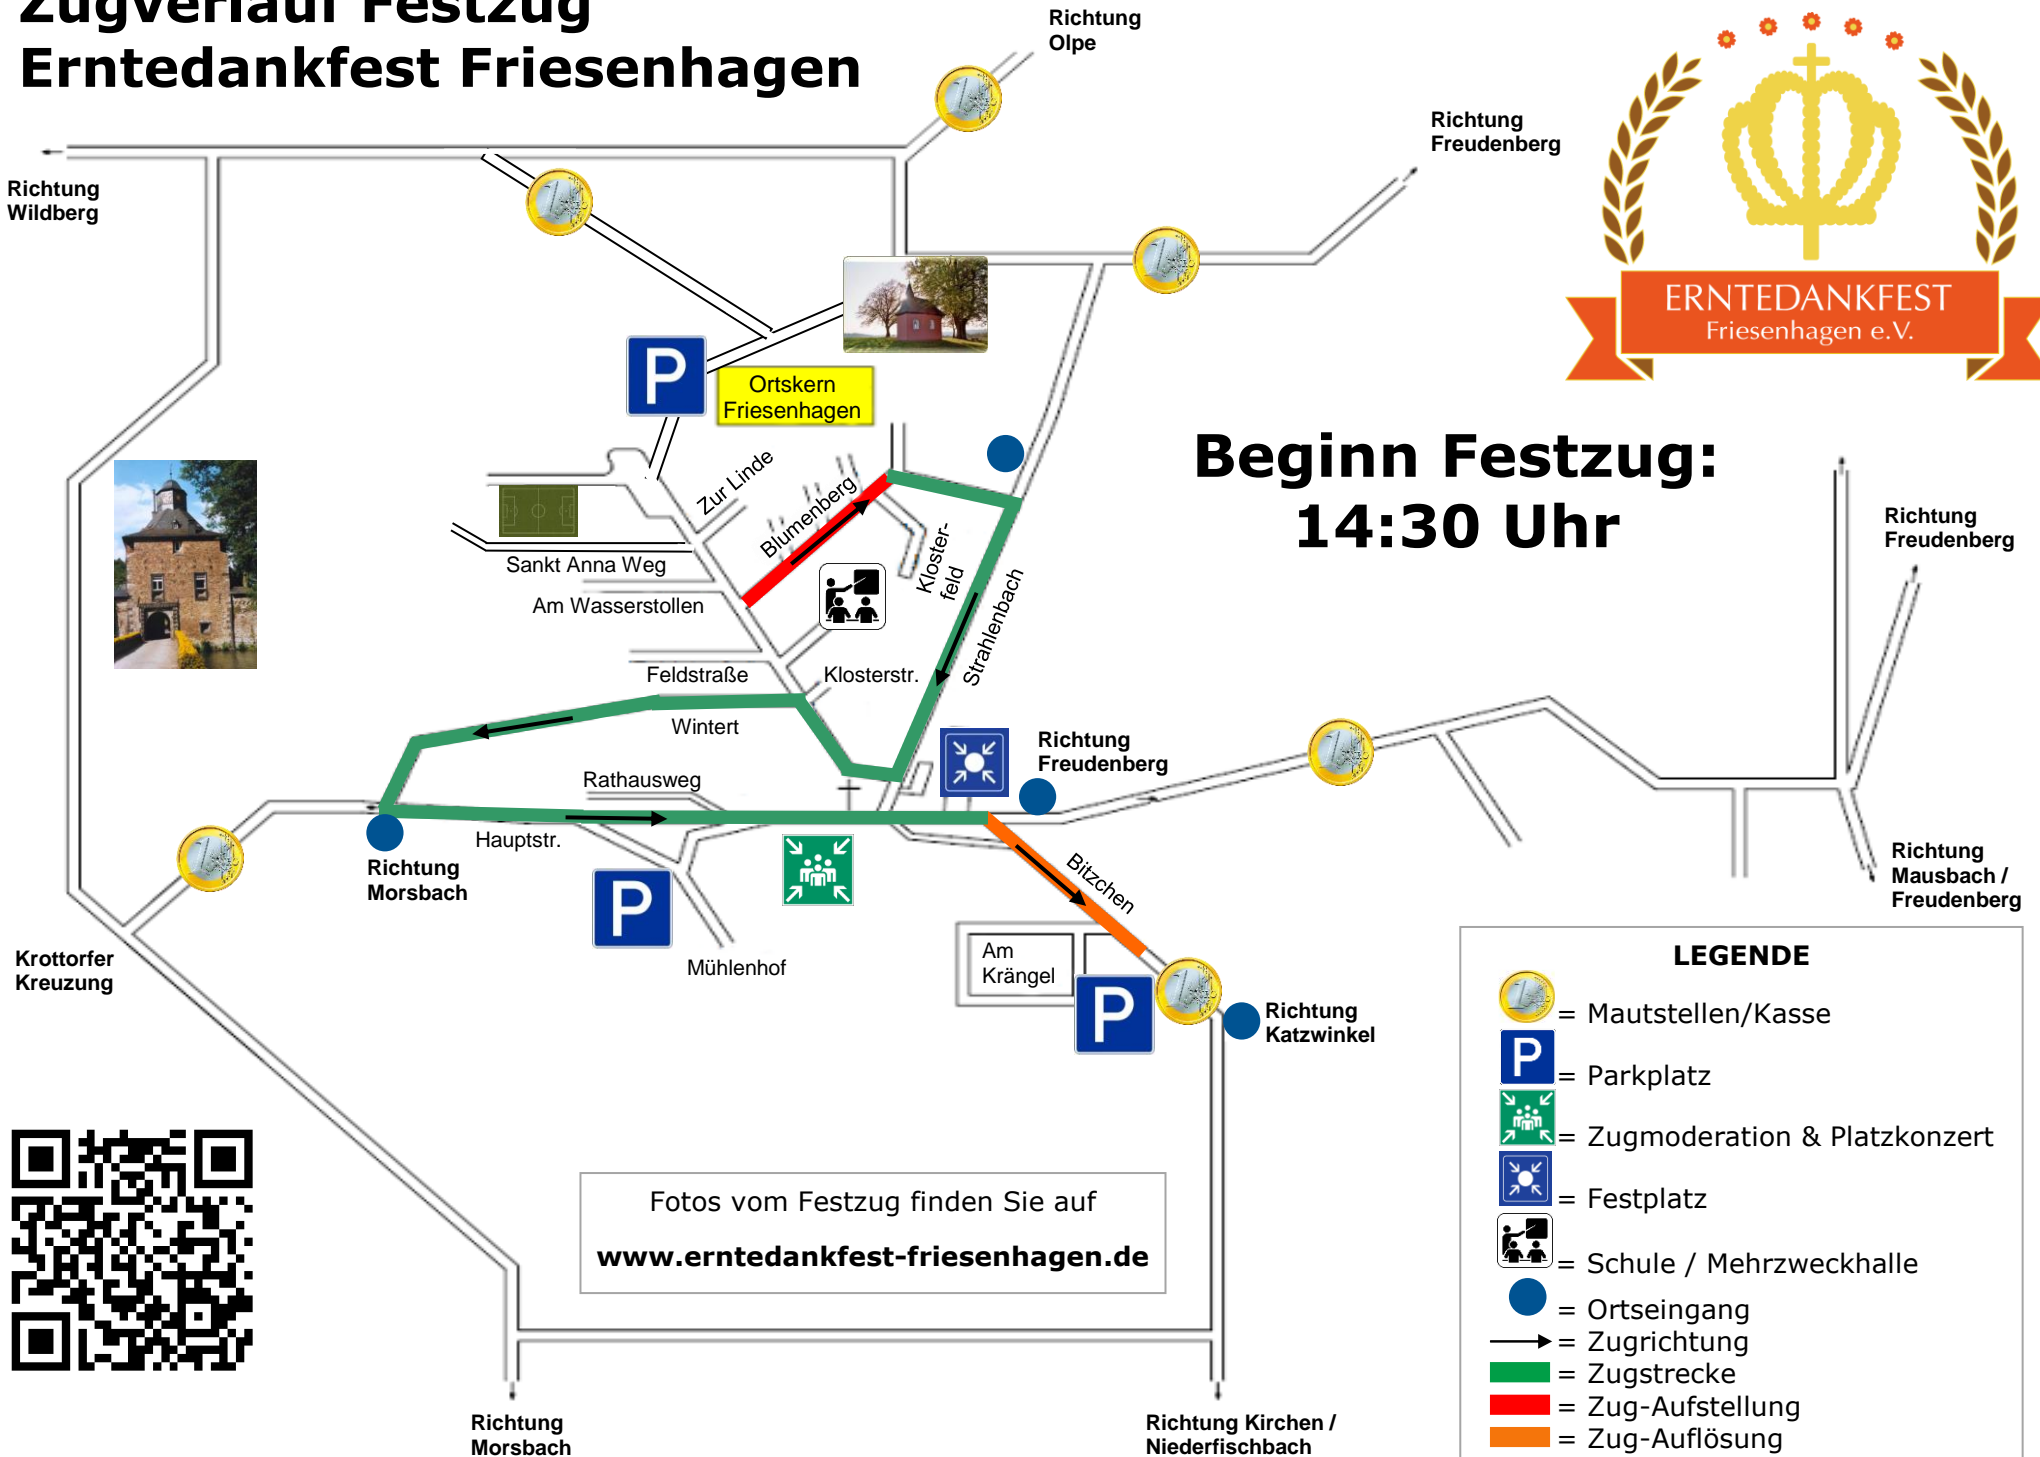 Zugverlauf Festzug
Erntedankfest Friesenhagen
Richtung
Olpe
Richtung
Freudenberg
Richtung
Wildberg
ERNTEDANKFEST
Friesenhagen e.V.
P
Ortskern
Friesenhagen
Beginn Festzug:
14:30 Uhr
Zur Linde
Blumenberg
Kloster-
feld
Strahlenbach
Sankt Anna Weg
Am Wasserstollen
Feldstraße
Klosterstr.
Wintert
Rathausweg
Hauptstr.
Richtung
Freudenberg
Richtung
Freudenberg
Richtung
Morsbach
P
Mühlenhof
Bitzchen
Am
Krängel
P
Richtung
Katzwinkel
Richtung
Mausbach /
Freudenberg
Krottorfer
Kreuzung
LEGENDE
= Mautstellen/Kasse
P = Parkplatz
= Zugmoderation & Platzkonzert
= Festplatz
= Schule / Mehrzweckhalle
= Ortseingang
= Zugrichtung
= Zugstrecke
= Zug-Aufstellung
= Zug-Auflösung
Fotos vom Festzug finden Sie auf
www.erntedankfest-friesenhagen.de
Richtung
Morsbach
Richtung Kirchen /
Niederfischbach